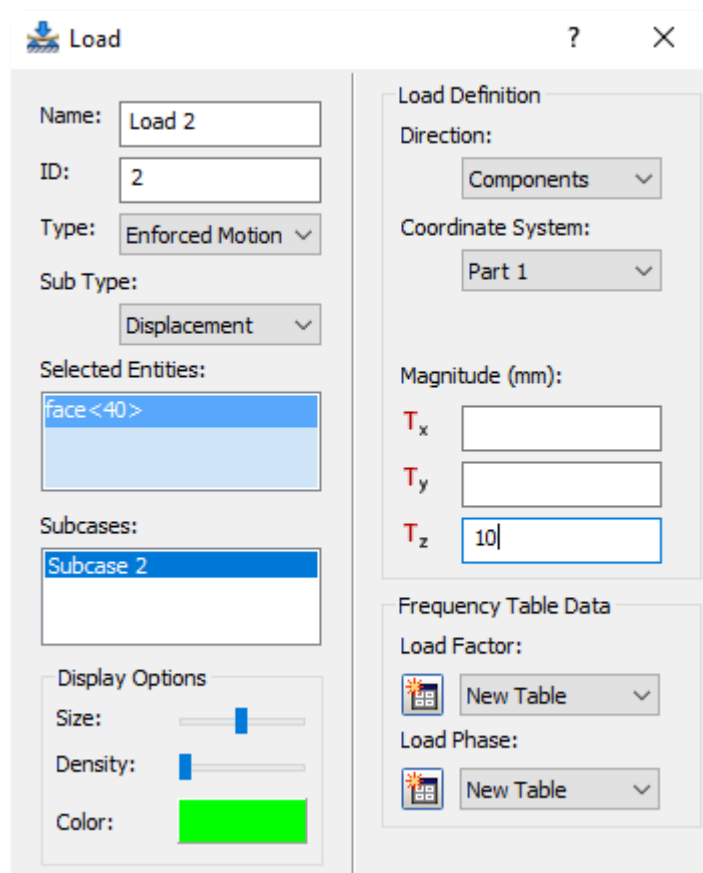 Load ?
Name: Load 2
ID: 2
Type: Enforced Motion
Sub Type:
Displacement
Selected Entities:
face<40>
Subcases:
Subcase 2
Display Options
Size:
Density:
Color:
Load Definition
Direction:
Components
Coordinate System:
Part 1
Magnitude (mm):
Tx
Ty
Tz 10
Frequency Table Data
Load Factor:
New Table
Load Phase:
New Table